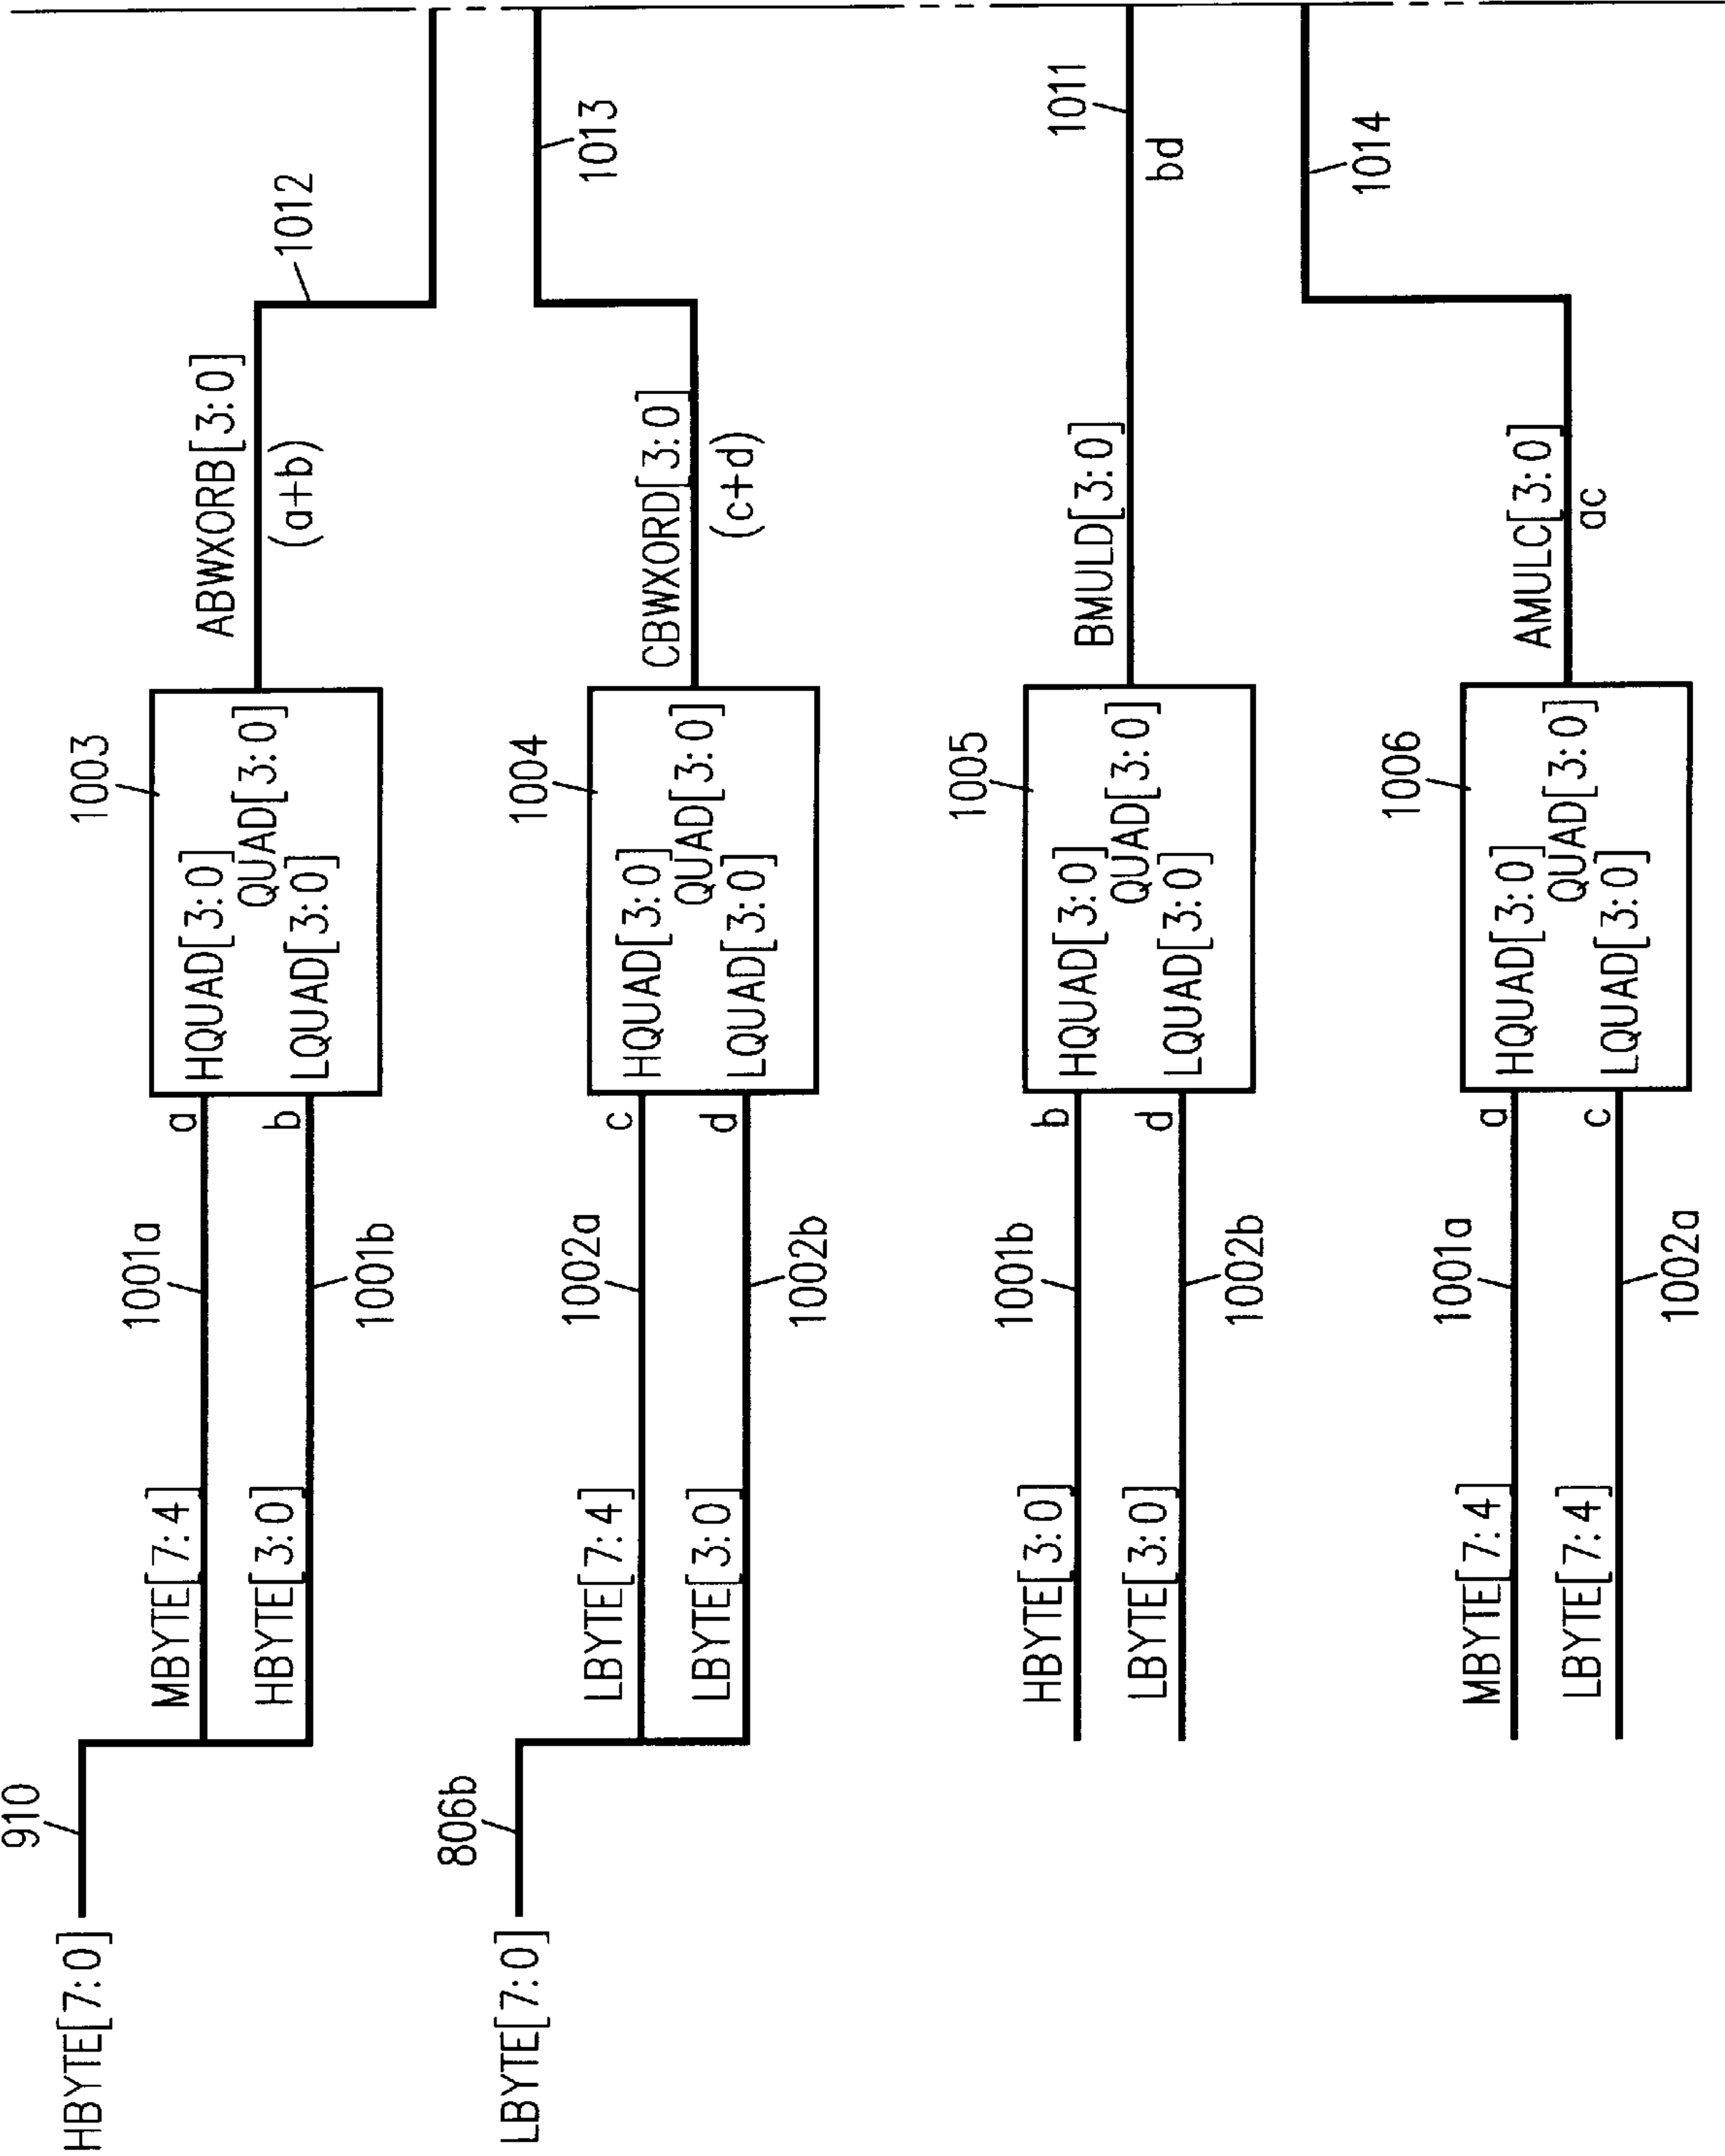 910
HBYTE[7:0]
MBYTE[7:4]
1001a
a
HBYTE[3:0]
1001b
b
1003
HQUAD[3:0]
QUAD[3:0]
LQUAD[3:0]
ABWXORB[3:0]
(a+b)
1012
806b
LBYTE[7:0]
LBYTE[7:4]
1002a
c
LBYTE[3:0]
1002b
d
1004
HQUAD[3:0]
QUAD[3:0]
LQUAD[3:0]
CBWXORD[3:0]
(c+d)
1013
HBYTE[3:0]
1001b
b
LBYTE[3:0]
1002b
d
1005
HQUAD[3:0]
QUAD[3:0]
LQUAD[3:0]
BMULD[3:0]
bd
1011
MBYTE[7:4]
1001a
a
LBYTE[7:4]
1002a
c
1006
HQUAD[3:0]
QUAD[3:0]
LQUAD[3:0]
AMULC[3:0]
ac
1014